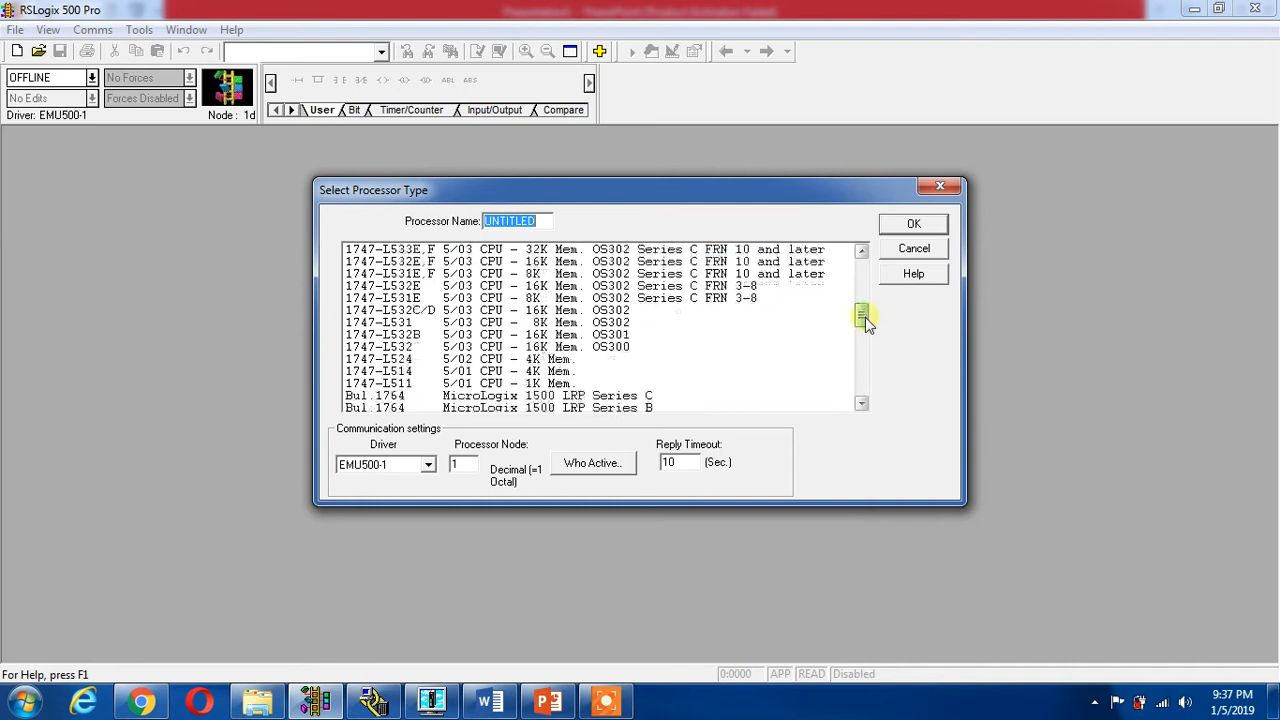 RSLogix 500 Pro
File View Comms Tools Window Help
OFFLINE No Forces
No Edits Forces Disabled
Driver: EMU500-1 Node : 1d
ABL ABS
User Bit Timer/Counter Input/Output Compare
Select Processor Type
Processor Name: UNTITLED
OK
Cancel
Help
1747-L533E,F 5/03 CPU - 32K Mem. OS302 Series C FRN 10 and later
1747-L532E,F 5/03 CPU - 16K Mem. OS302 Series C FRN 10 and later
1747-L531E,F 5/03 CPU - 8K Mem. OS302 Series C FRN 10 and later
1747-L532E 5/03 CPU - 16K Mem. OS302 Series C FRN 3-8
1747-L531E 5/03 CPU - 8K Mem. OS302 Series C FRN 3-8
1747-L532C/D 5/03 CPU - 16K Mem. OS302
1747-L531 5/03 CPU - 8K Mem. OS302
1747-L532B 5/03 CPU - 16K Mem. OS301
1747-L532 5/03 CPU - 16K Mem. OS300
1747-L524 5/02 CPU - 4K Mem.
1747-L514 5/01 CPU - 4K Mem.
1747-L511 5/01 CPU - 1K Mem.
Bul.1764 MicroLogix 1500 LRP Series C
Bul.1764 MicroLogix 1500 LRP Series B
Communication settings
Driver Processor Node: Reply Timeout:
EMU500-1 1 Decimal (=1 Octal) Who Active.. 10 (Sec.)
For Help, press F1 0:0000 APP READ Disabled
9:37 PM
1/5/2019